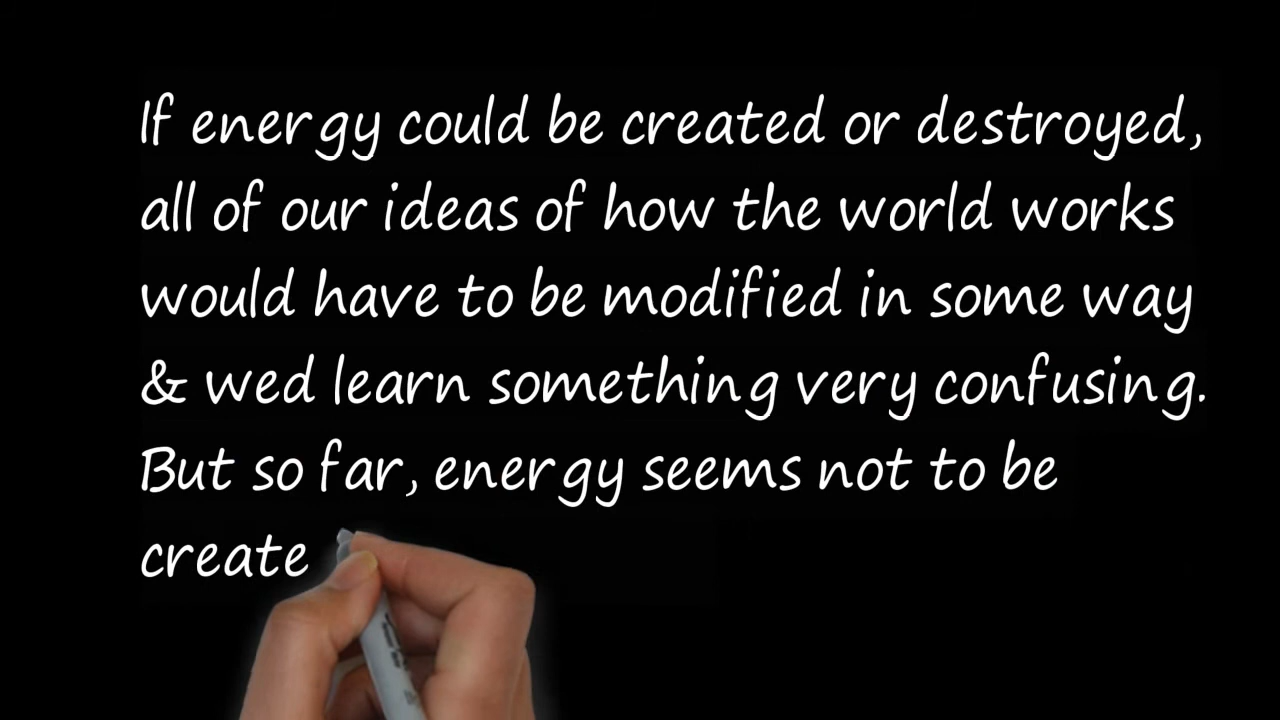 If energy could be created or destroyed,
all of our ideas of how the world works
would have to be modified in some way
& wed learn something very confusing.
But so far, energy seems not to be
create